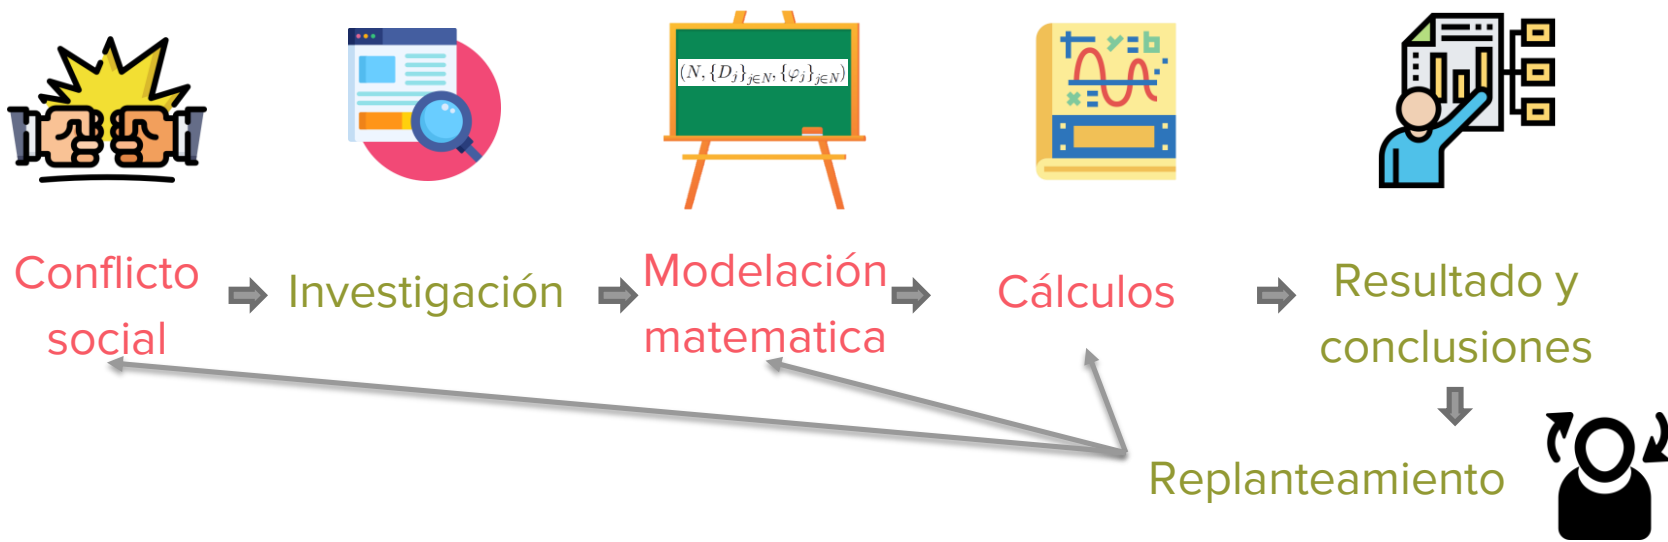 (N, {D_j}_{j∈N}, {φ_j}_{j∈N})
y = b
x =
Conflicto
social
Investigación
Modelación
matematica
Cálculos
Resultado y
conclusiones
Replanteamiento